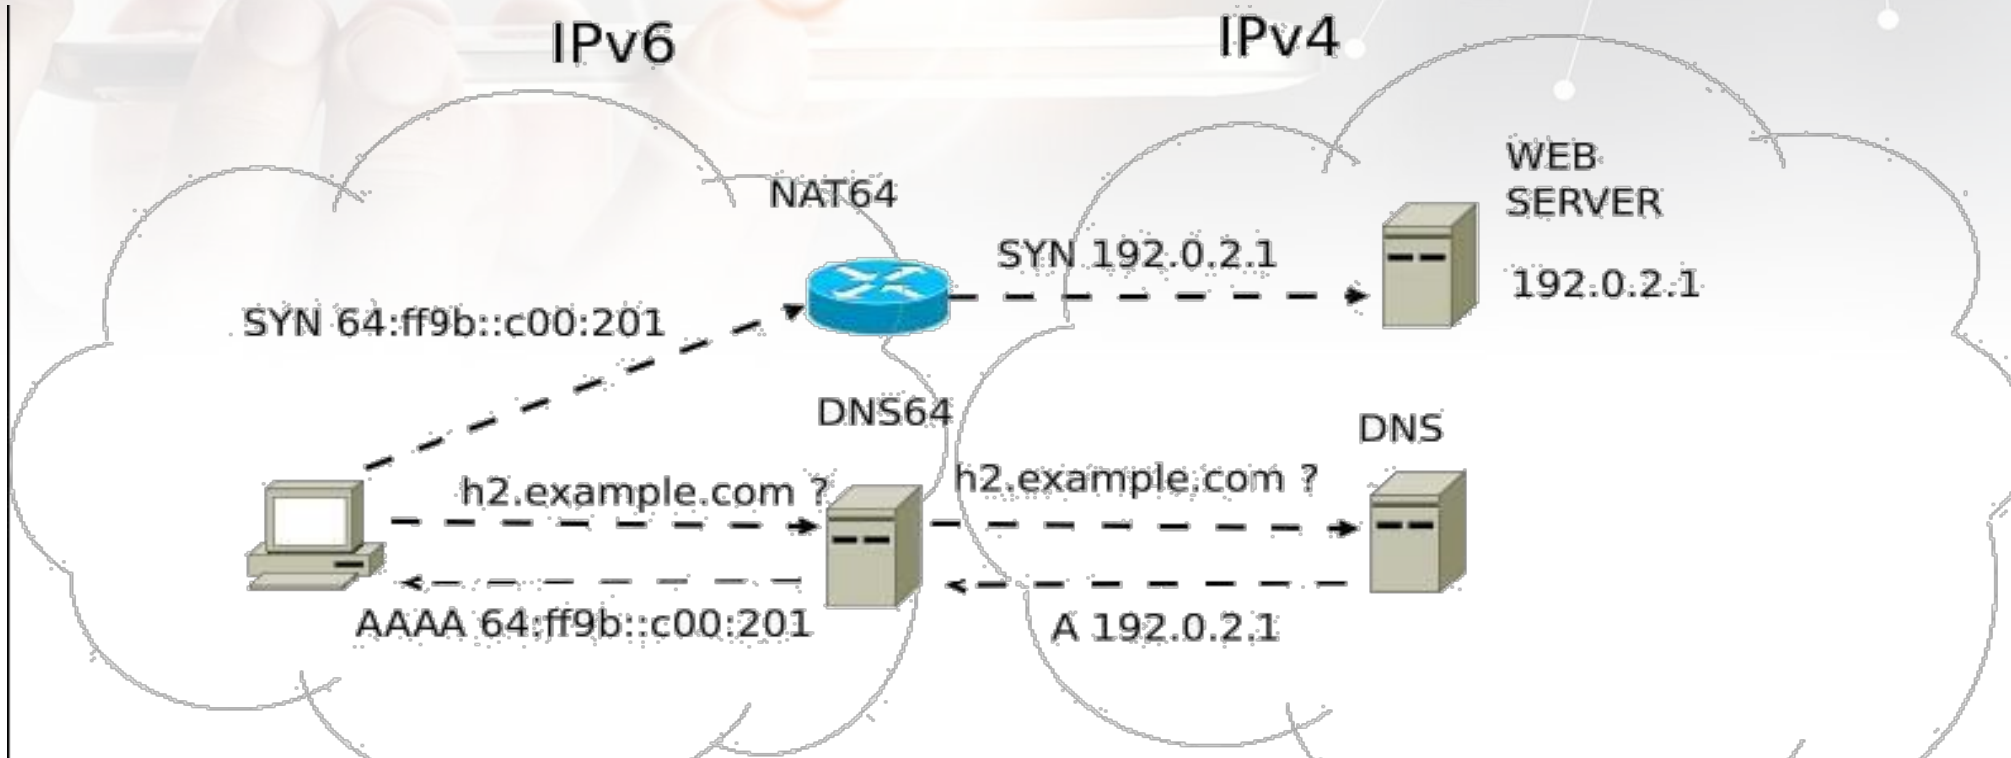 IPv6
IPv4
WEB
SERVER
192.0.2.1
NAT64
SYN 192.0.2.1
SYN 64:ff9b::c00:201
DNS64
DNS
h2.example.com ?
h2.example.com ?
AAAA 64:ff9b::c00:201
A 192.0.2.1